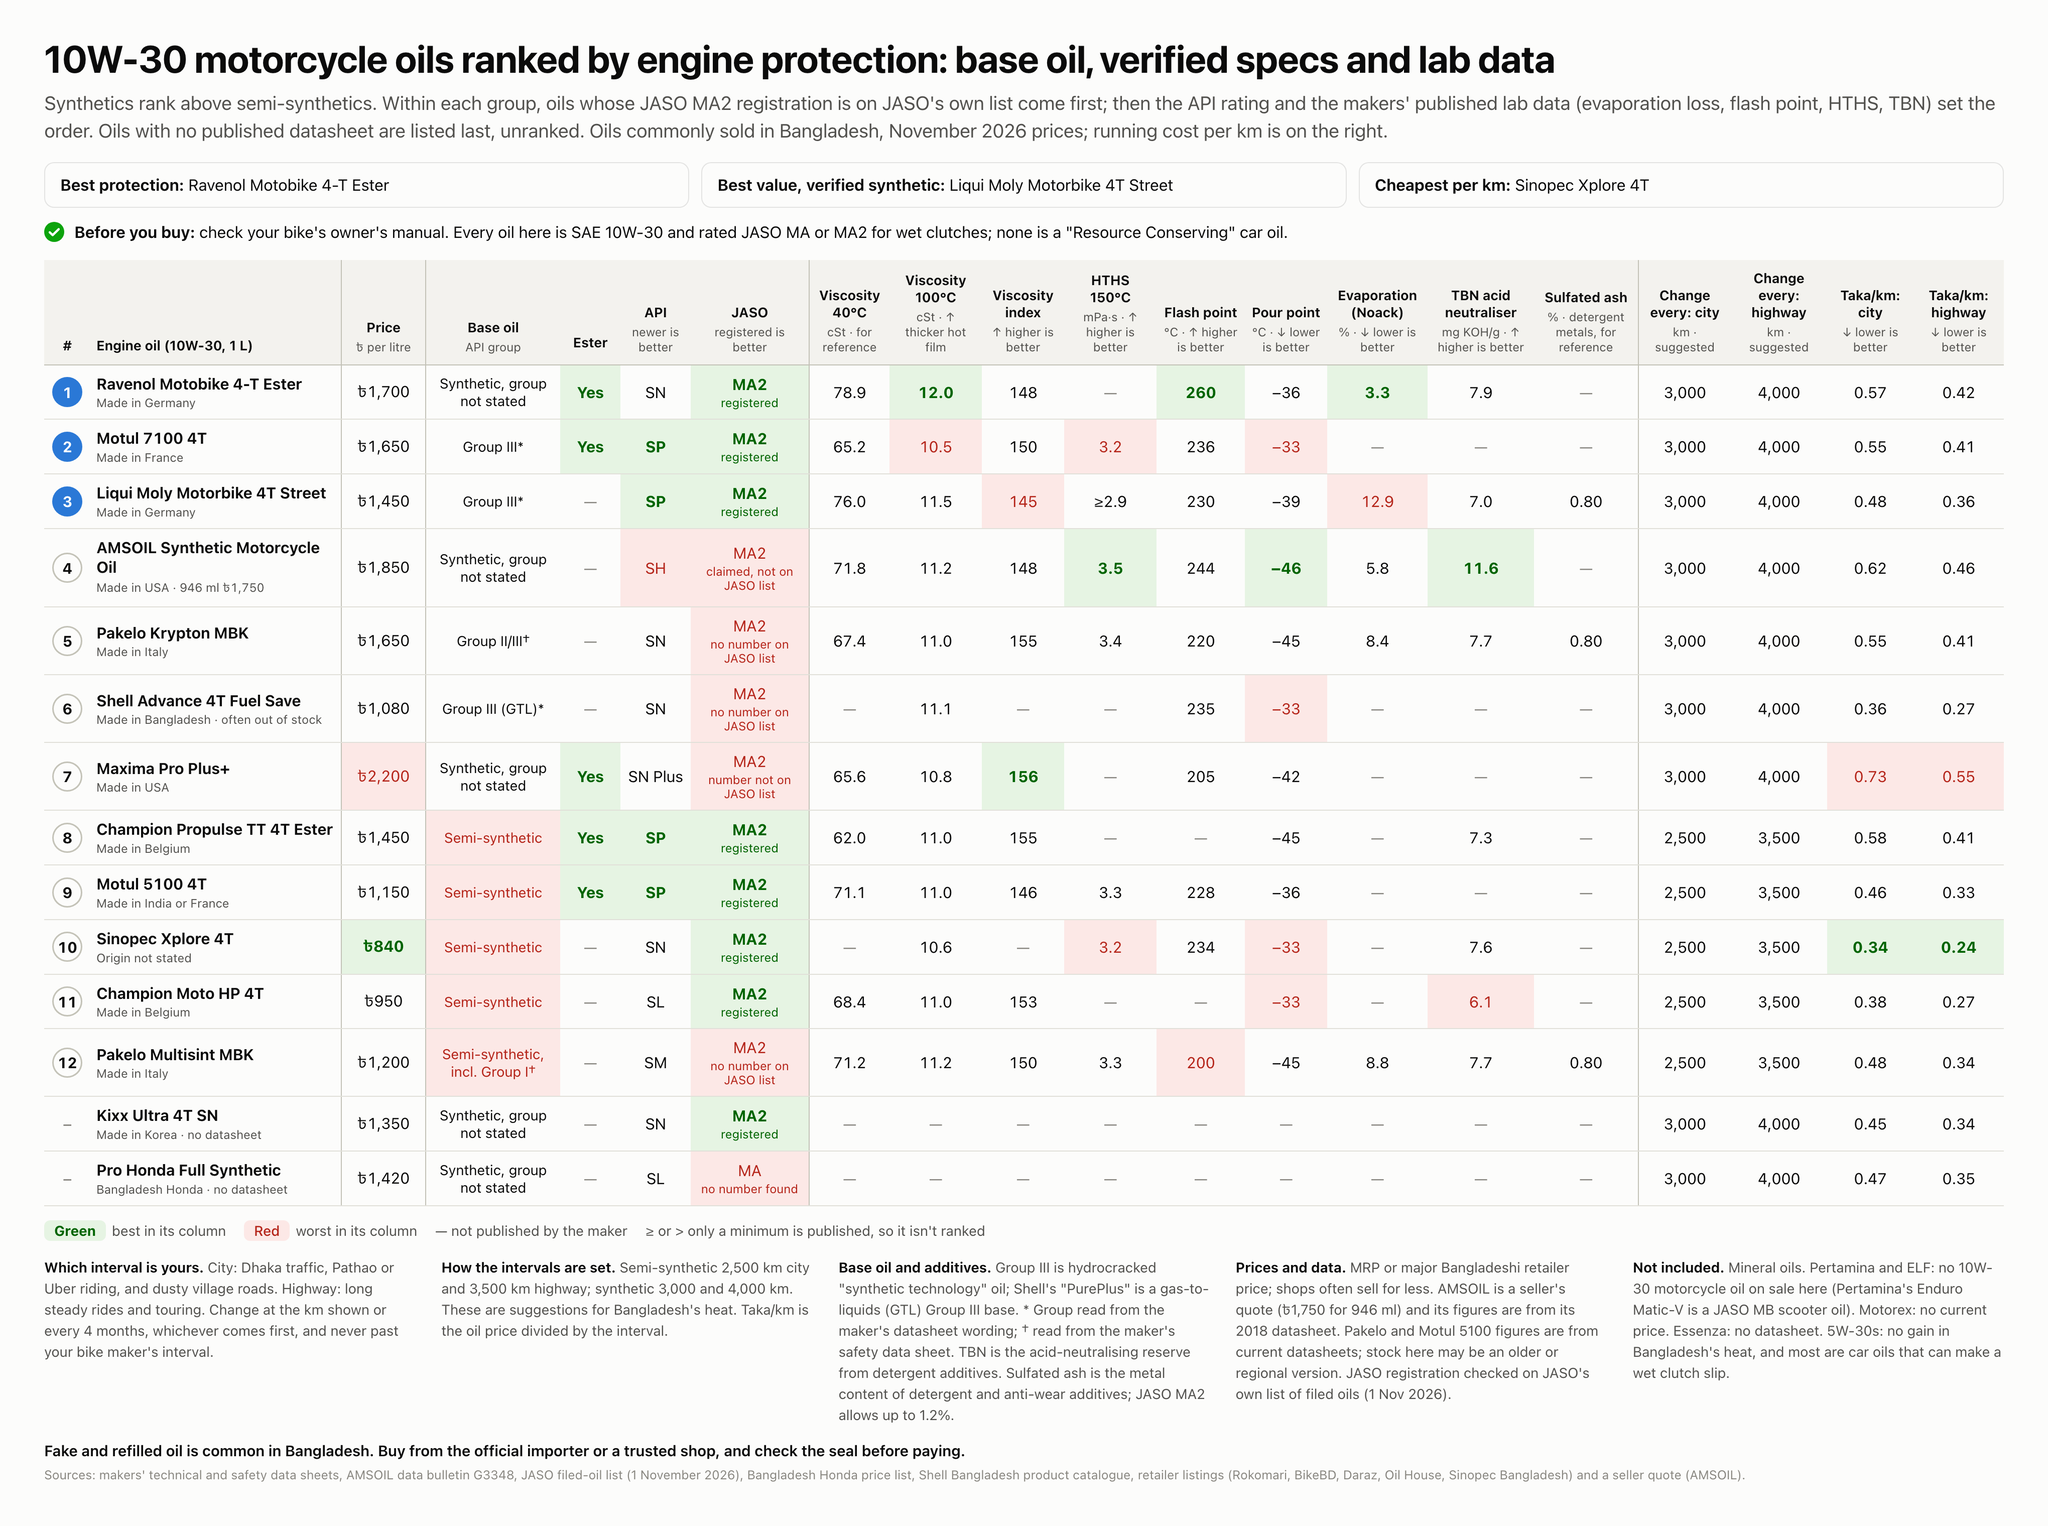 10W-30 motorcycle oils ranked by engine protection: base oil, verified specs and lab data
Synthetics rank above semi-synthetics. Within each group, oils whose JASO MA2 registration is on JASO's own list come first; then the API rating and the makers' published lab data (evaporation loss, flash point, HTHS, TBN) set the
order. Oils with no published datasheet are listed last, unranked. Oils commonly sold in Bangladesh, November 2026 prices; running cost per km is on the right.
Best protection: Ravenol Motobike 4-T Ester
Best value, verified synthetic: Liqui Moly Motorbike 4T Street
Cheapest per km: Sinopec Xplore 4T
Before you buy: check your bike's owner's manual. Every oil here is SAE 10W-30 and rated JASO MA or MA2 for wet clutches; none is a "Resource Conserving" car oil.
# Engine oil (10W-30, 1 L)
Price
৳ per litre
Base oil
API group
Ester
API
newer is
better
JASO
registered is
better
Viscosity
40°C
cSt · for
reference
Viscosity
100°C
cSt · ↑
thicker hot
film
Viscosity
index
↑ higher is
better
HTHS
150°C
mPa·s · ↑
higher is
better
Flash point
°C · ↑ higher
is better
Pour point
°C · ↓ lower
is better
Evaporation
(Noack)
% · ↓ lower is
better
TBN acid
neutraliser
mg KOH/g · ↑
higher is better
Sulfated ash
% · detergent
metals, for
reference
Change
every: city
km ·
suggested
Change
every:
highway
km ·
suggested
Taka/km:
city
↓ lower is
better
Taka/km:
highway
↓ lower is
better
1 Ravenol Motobike 4-T Ester
Made in Germany
৳1,700
Synthetic, group
not stated
Yes SN
MA2
registered
78.9 12.0 148 — 260 −36 3.3 7.9 — 3,000 4,000 0.57 0.42
2 Motul 7100 4T
Made in France
৳1,650 Group III* Yes SP
MA2
registered
65.2 10.5 150 3.2 236 −33 — — — 3,000 4,000 0.55 0.41
3 Liqui Moly Motorbike 4T Street
Made in Germany
৳1,450 Group III* — SP
MA2
registered
76.0 11.5 145 ≥2.9 230 −39 12.9 7.0 0.80 3,000 4,000 0.48 0.36
4 AMSOIL Synthetic Motorcycle
Oil
Made in USA · 946 ml ৳1,750
৳1,850
Synthetic, group
not stated
— SH
MA2
claimed, not on
JASO list
71.8 11.2 148 3.5 244 −46 5.8 11.6 — 3,000 4,000 0.62 0.46
5 Pakelo Krypton MBK
Made in Italy
৳1,650 Group II/III† — SN
MA2
no number on
JASO list
67.4 11.0 155 3.4 220 −45 8.4 7.7 0.80 3,000 4,000 0.55 0.41
6 Shell Advance 4T Fuel Save
Made in Bangladesh · often out of stock
৳1,080 Group III (GTL)* — SN
MA2
no number on
JASO list
— 11.1 — — 235 −33 — — — 3,000 4,000 0.36 0.27
7 Maxima Pro Plus+
Made in USA
৳2,200
Synthetic, group
not stated
Yes SN Plus
MA2
number not on
JASO list
65.6 10.8 156 — 205 −42 — — — 3,000 4,000 0.73 0.55
8 Champion Propulse TT 4T Ester
Made in Belgium
৳1,450 Semi-synthetic Yes SP
MA2
registered
62.0 11.0 155 — — −45 — 7.3 — 2,500 3,500 0.58 0.41
9 Motul 5100 4T
Made in India or France
৳1,150 Semi-synthetic Yes SP
MA2
registered
71.1 11.0 146 3.3 228 −36 — — — 2,500 3,500 0.46 0.33
10 Sinopec Xplore 4T
Origin not stated
৳840 Semi-synthetic — SN
MA2
registered
— 10.6 — 3.2 234 −33 — 7.6 — 2,500 3,500 0.34 0.24
11 Champion Moto HP 4T
Made in Belgium
৳950 Semi-synthetic — SL
MA2
registered
68.4 11.0 153 — — −33 — 6.1 — 2,500 3,500 0.38 0.27
12 Pakelo Multisint MBK
Made in Italy
৳1,200
Semi-synthetic,
incl. Group I†
— SM
MA2
no number on
JASO list
71.2 11.2 150 3.3 200 −45 8.8 7.7 0.80 2,500 3,500 0.48 0.34
– Kixx Ultra 4T SN
Made in Korea · no datasheet
৳1,350
Synthetic, group
not stated
— SN
MA2
registered
— — — — — — — — — 3,000 4,000 0.45 0.34
– Pro Honda Full Synthetic
Bangladesh Honda · no datasheet
৳1,420
Synthetic, group
not stated
— SL
MA
no number found
— — — — — — — — — 3,000 4,000 0.47 0.35
Green best in its column Red worst in its column — not published by the maker ≥ or > only a minimum is published, so it isn't ranked
Which interval is yours. City: Dhaka traffic, Pathao or
Uber riding, and dusty village roads. Highway: long
steady rides and touring. Change at the km shown or
every 4 months, whichever comes first, and never past
your bike maker's interval.
How the intervals are set. Semi-synthetic 2,500 km city
and 3,500 km highway; synthetic 3,000 and 4,000 km.
These are suggestions for Bangladesh's heat. Taka/km is
the oil price divided by the interval.
Base oil and additives. Group III is hydrocracked
"synthetic technology" oil; Shell's "PurePlus" is a gas-to-
liquids (GTL) Group III base. * Group read from the
maker's datasheet wording; † read from the maker's
safety data sheet. TBN is the acid-neutralising reserve
from detergent additives. Sulfated ash is the metal
content of detergent and anti-wear additives; JASO MA2
allows up to 1.2%.
Prices and data. MRP or major Bangladeshi retailer
price; shops often sell for less. AMSOIL is a seller's
quote (৳1,750 for 946 ml) and its figures are from its
2018 datasheet. Pakelo and Motul 5100 figures are from
current datasheets; stock here may be an older or
regional version. JASO registration checked on JASO's
own list of filed oils (1 Nov 2026).
Not included. Mineral oils. Pertamina and ELF: no 10W-
30 motorcycle oil on sale here (Pertamina's Enduro
Matic-V is a JASO MB scooter oil). Motorex: no current
price. Essenza: no datasheet. 5W-30s: no gain in
Bangladesh's heat, and most are car oils that can make a
wet clutch slip.
Fake and refilled oil is common in Bangladesh. Buy from the official importer or a trusted shop, and check the seal before paying.
Sources: makers' technical and safety data sheets, AMSOIL data bulletin G3348, JASO filed-oil list (1 November 2026), Bangladesh Honda price list, Shell Bangladesh product catalogue, retailer listings (Rokomari, BikeBD, Daraz, Oil House, Sinopec Bangladesh) and a seller quote (AMSOIL).